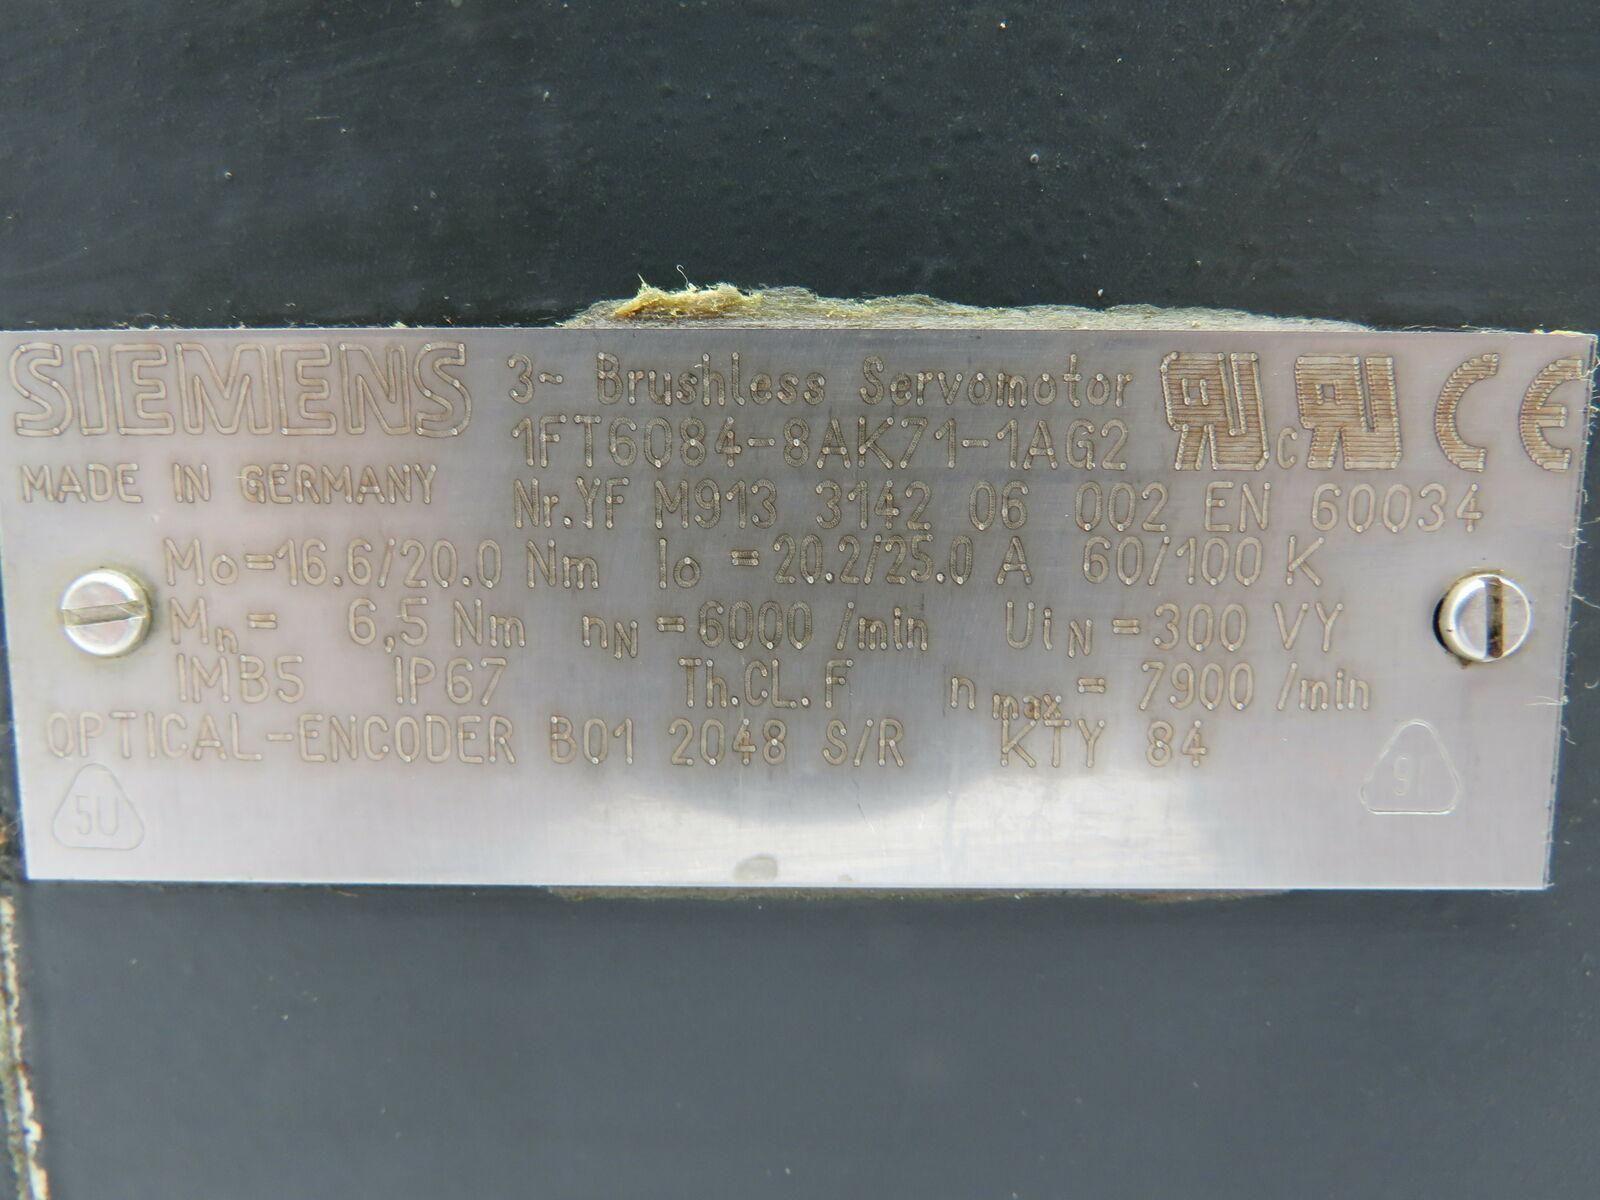 SIEMENS 3~ Brushless Servomotor
1FT6084-8AK71-1AG2 c CE
MADE IN GERMANY
Nr.YF M913 3142 06 002 EN 60034
Mo=16.6/20.0 Nm Io =20.2/25.0 A 60/100 K
Mn= 6,5 Nm nN =6000 /min UiN =300 VY
IMB5 IP67 Th.CL.F n max = 7900 /min
OPTICAL-ENCODER B01 2048 S/R KTY 84
5U